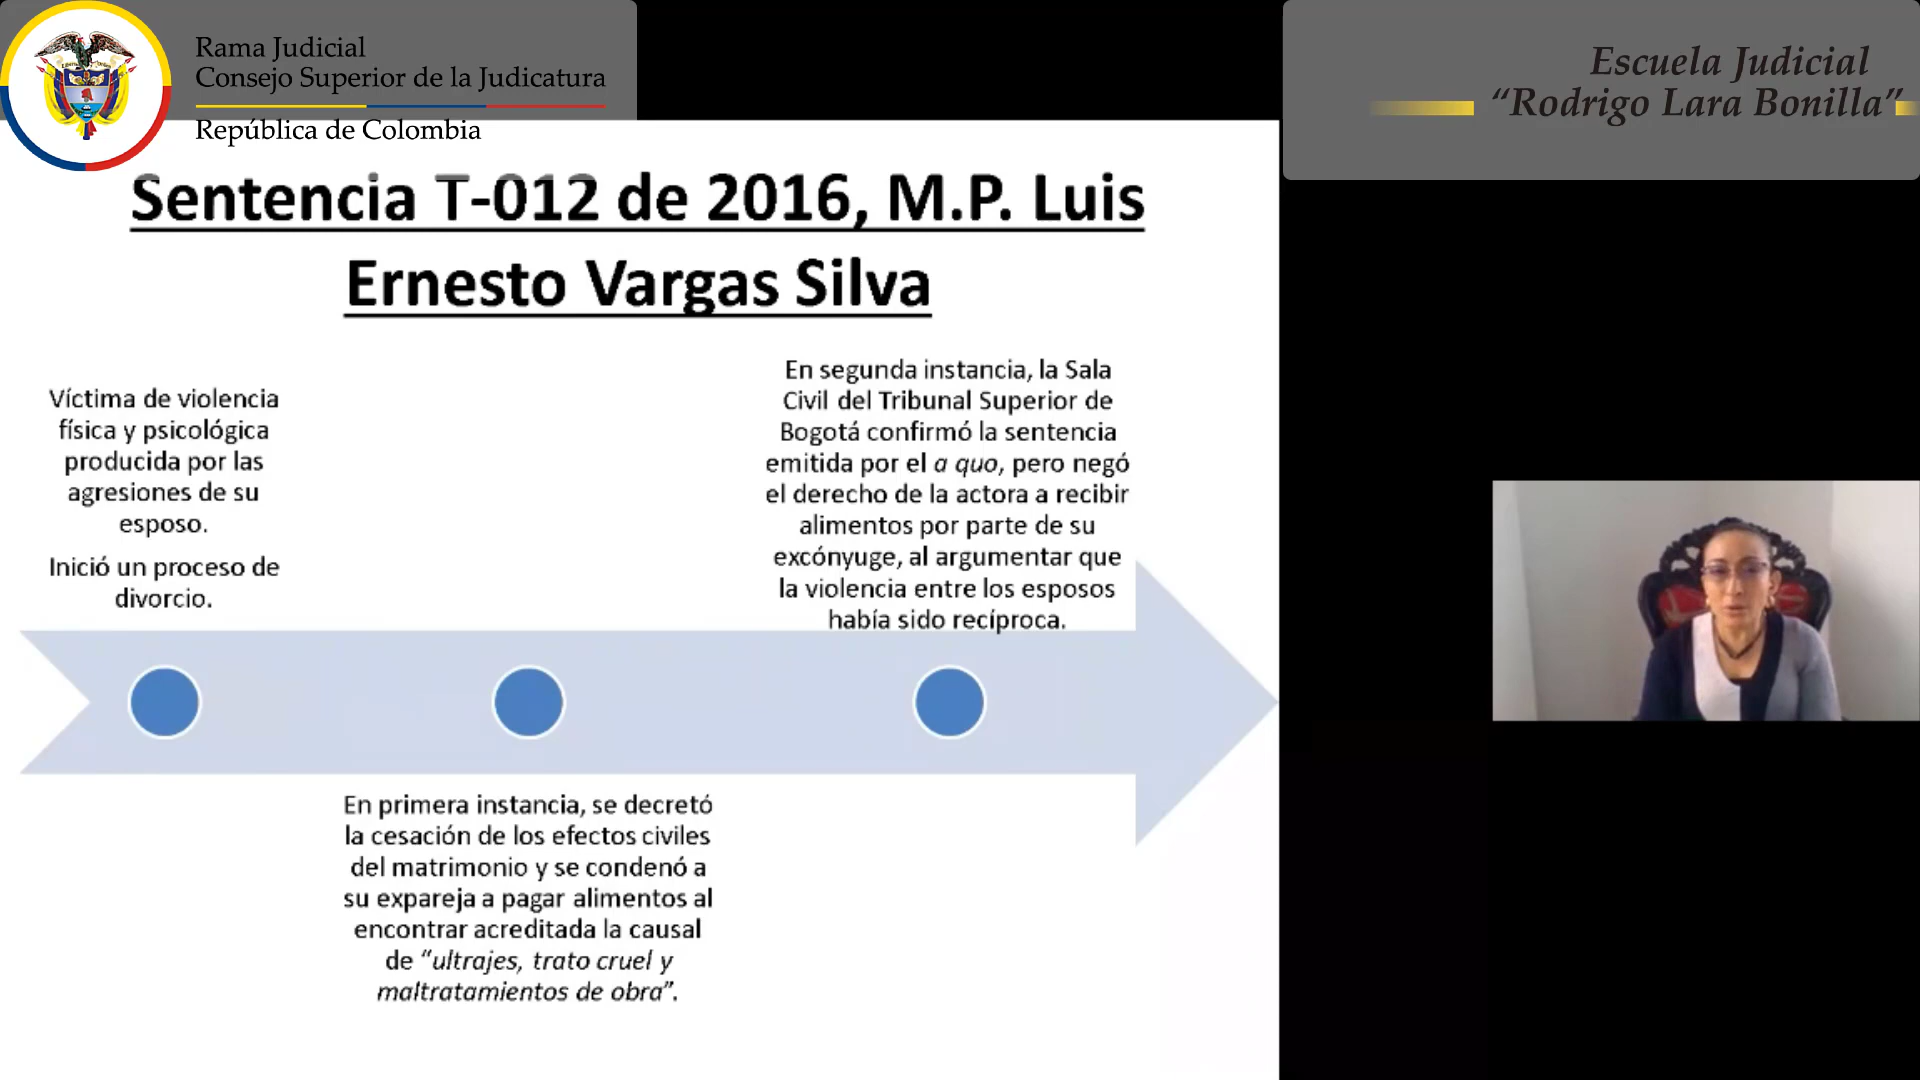 Rama Judicial
Consejo Superior de la Judicatura
República de Colombia
Escuela Judicial
“Rodrigo Lara Bonilla”
Sentencia T-012 de 2016, M.P. Luis
Ernesto Vargas Silva
Víctima de violencia
física y psicológica
producida por las
agresiones de su
esposo.
Inició un proceso de
divorcio.
En primera instancia, se decretó
la cesación de los efectos civiles
del matrimonio y se condenó a
su expareja a pagar alimentos al
encontrar acreditada la causal
de “ultrajes, trato cruel y
maltratamientos de obra”.
En segunda instancia, la Sala
Civil del Tribunal Superior de
Bogotá confirmó la sentencia
emitida por el a quo, pero negó
el derecho de la actora a recibir
alimentos por parte de su
excónyuge, al argumentar que
la violencia entre los esposos
había sido recíproca.